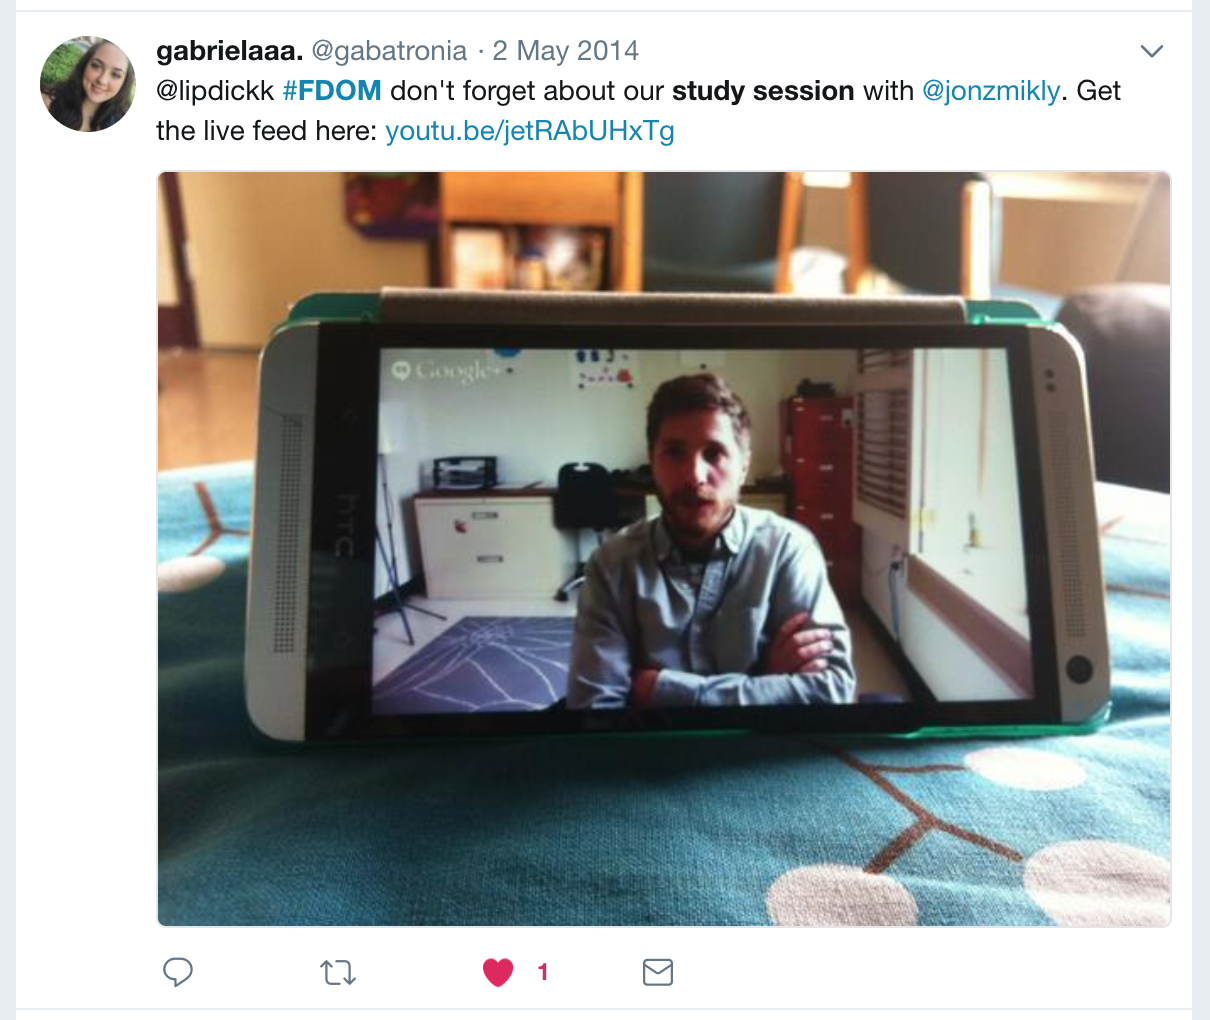 gabrielaaa. @gabatronia · 2 May 2014
@lipdickk #FDOM don't forget about our study session with @jonzmikly. Get
the live feed here: youtu.be/jetRAbUHxTg
Google+
hTC
1